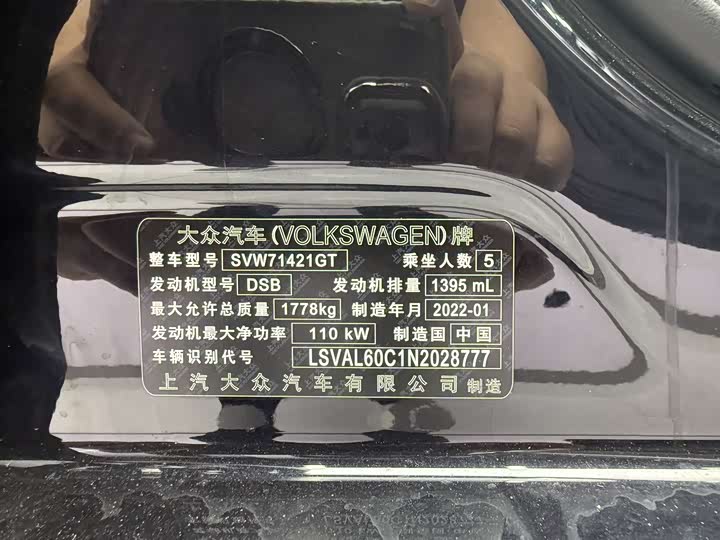 大众汽车(VOLKSWAGEN)牌
整车型号 SVW71421GT 乘坐人数 5
发动机型号 DSB 发动机排量 1395 mL
最大允许总质量 1778kg 制造年月 2022-01
发动机最大净功率 110 kW 制造国 中国
车辆识别代号 LSVAL60C1N2028777
上汽大众汽车有限公司 制造